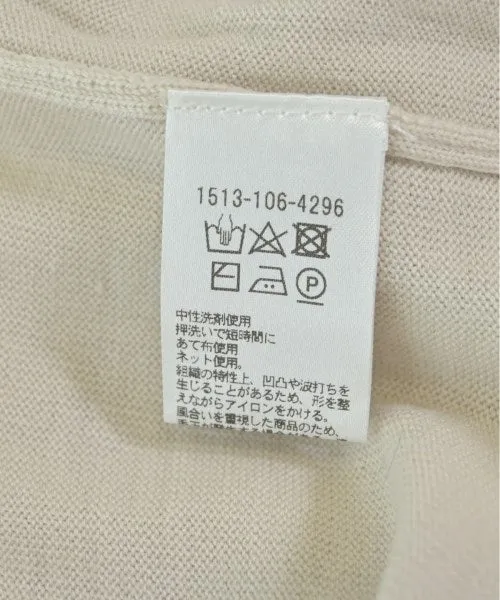 1513-106-4296
P
中性洗剤使用
押洗いで短時間に
あて布使用
ネット使用。
組織の特性上、凹凸や波打ちを
生じることがあるため、形を整
えながらアイロンをかける。
風合いを重視した商品のため、